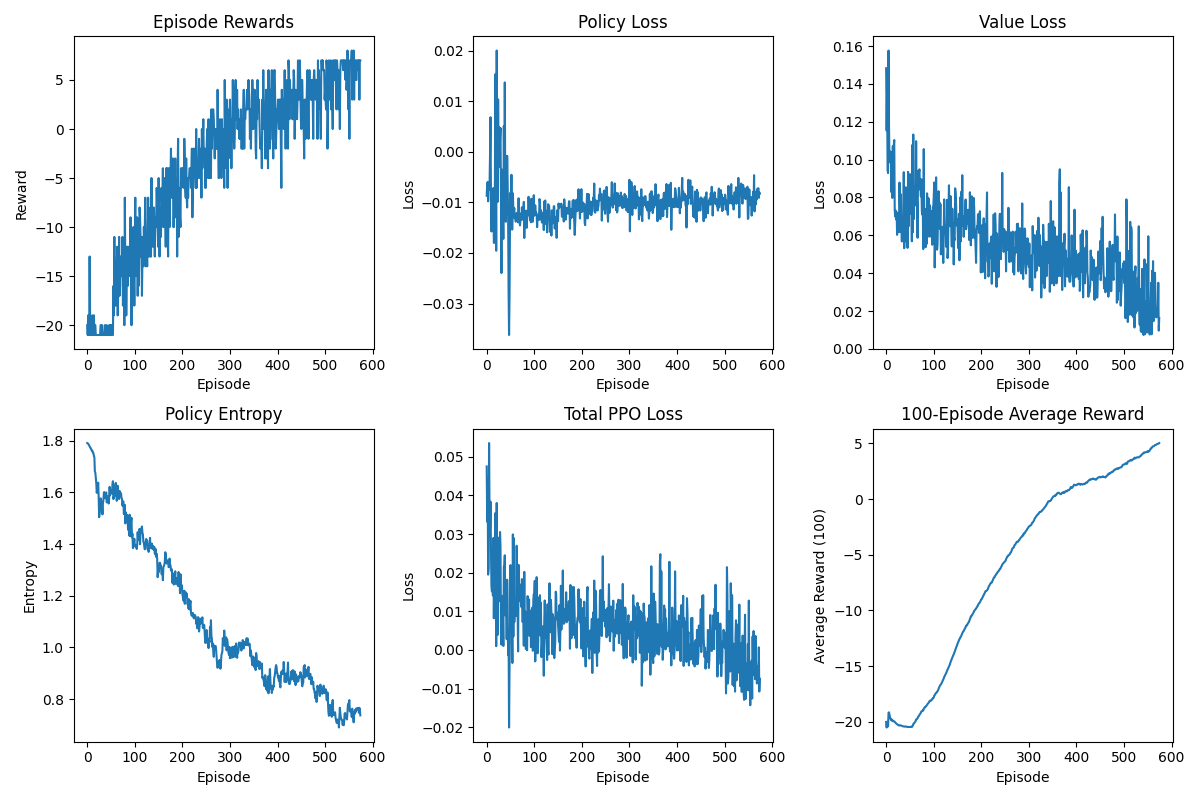 Episode Rewards
Policy Loss
Value Loss
Reward
5
0
−5
−10
−15
−20
0 100 200 300 400 500 600
Episode
Loss
0.02
0.01
0.00
−0.01
−0.02
−0.03
0 100 200 300 400 500 600
Episode
Loss
0.16
0.14
0.12
0.10
0.08
0.06
0.04
0.02
0.00
0 100 200 300 400 500 600
Episode
Policy Entropy
Total PPO Loss
100-Episode Average Reward
Entropy
1.8
1.6
1.4
1.2
1.0
0.8
0 100 200 300 400 500 600
Episode
Loss
0.05
0.04
0.03
0.02
0.01
0.00
−0.01
−0.02
0 100 200 300 400 500 600
Episode
Average Reward (100)
5
0
−5
−10
−15
−20
0 100 200 300 400 500 600
Episode